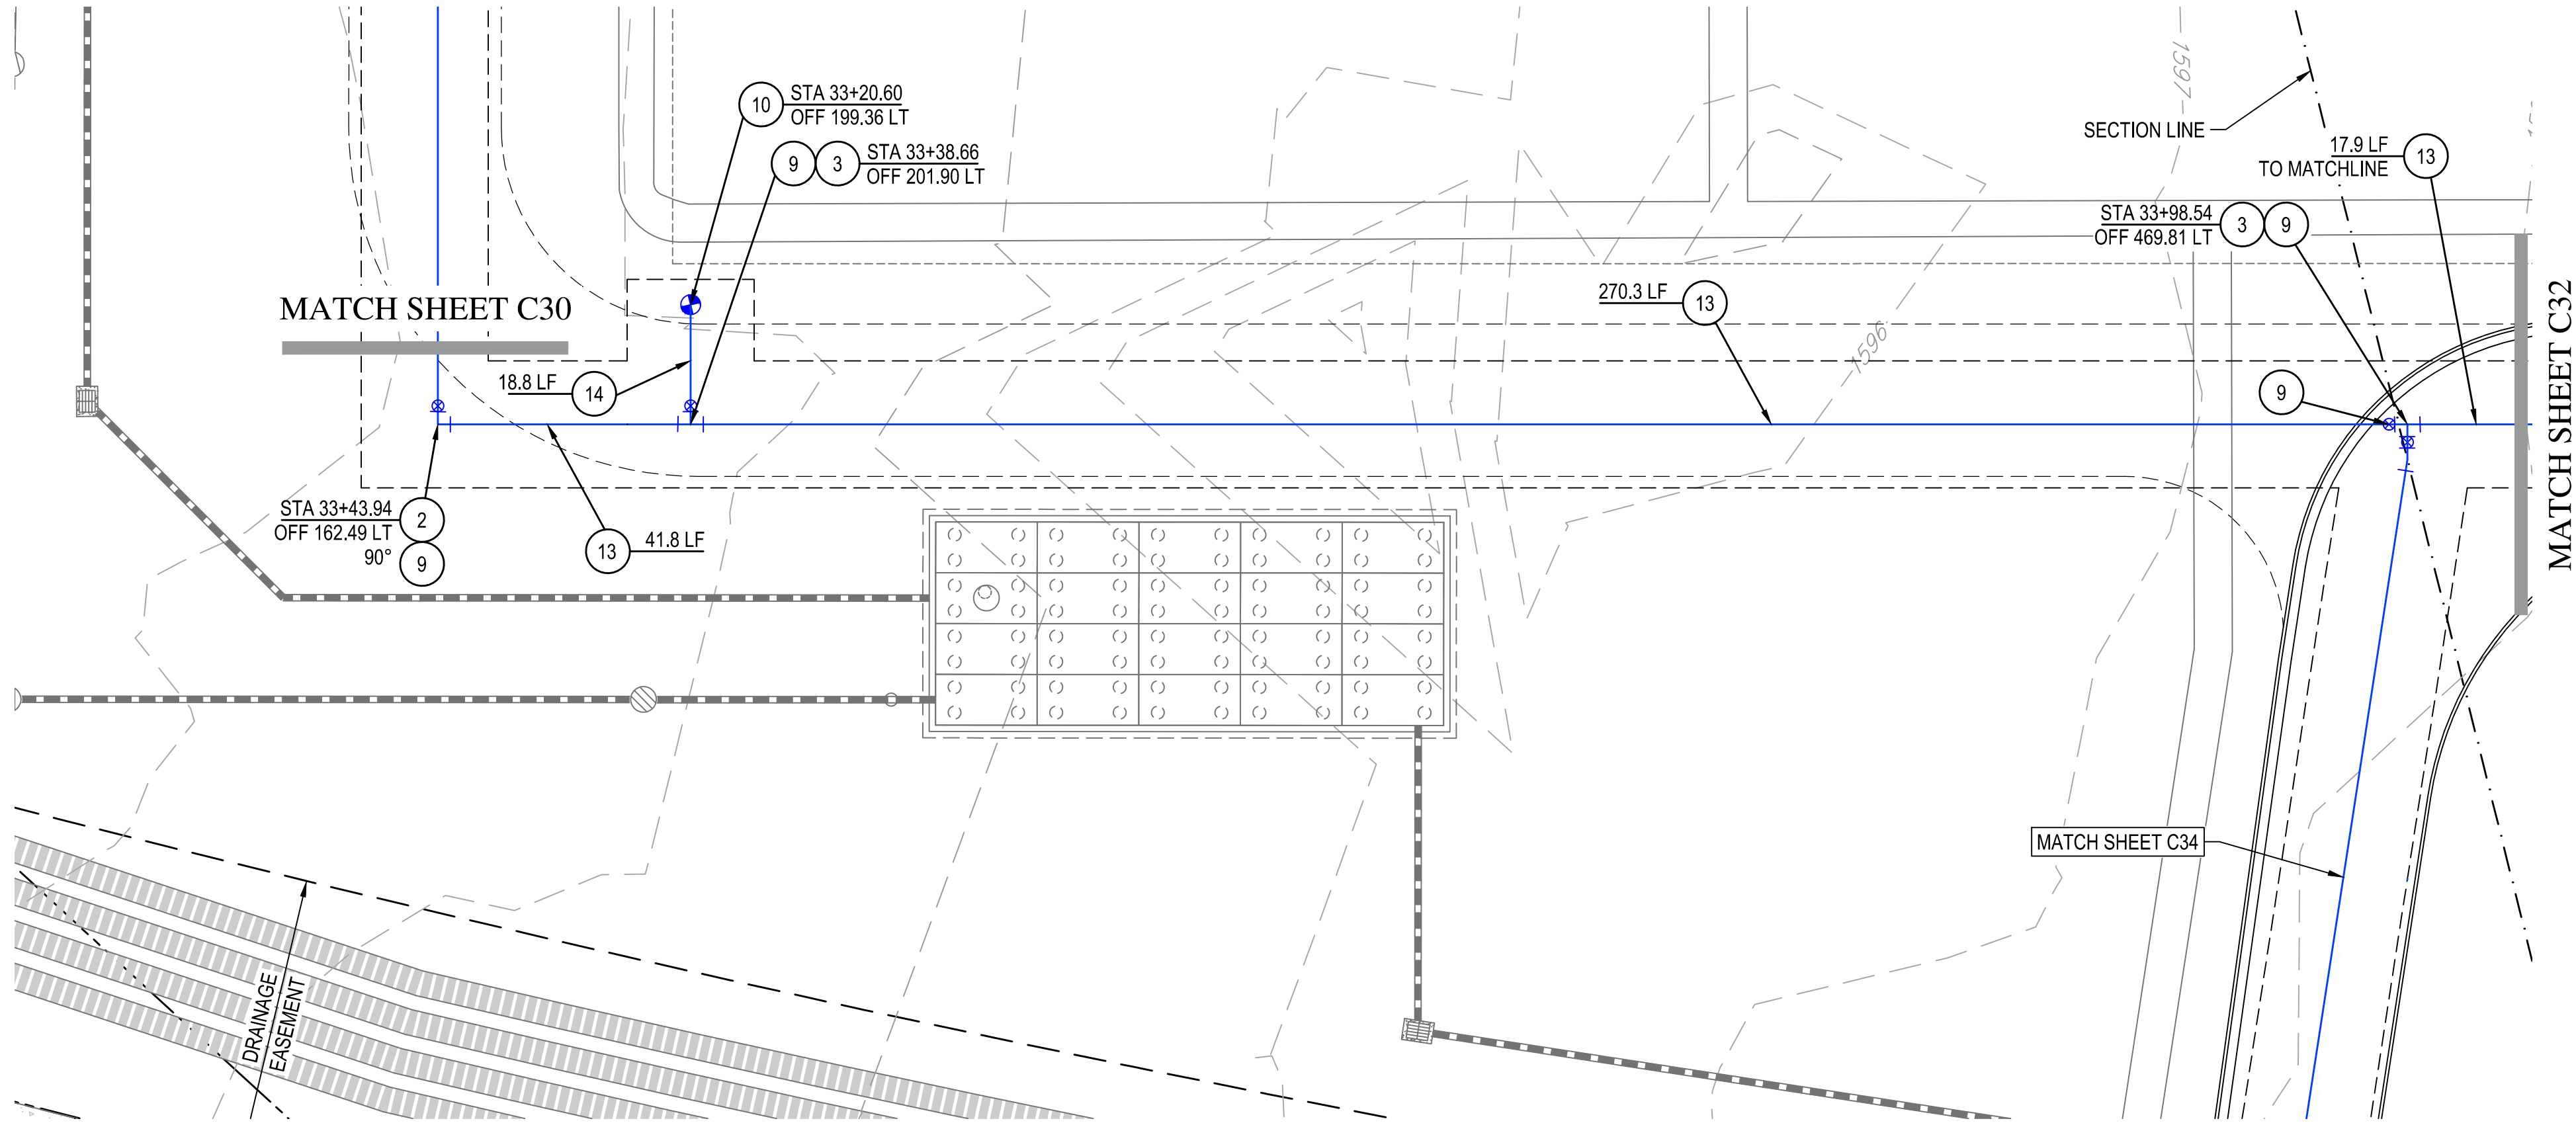 10
STA 33+20.60
OFF 199.36 LT
9
3
STA 33+38.66
OFF 201.90 LT
1597
SECTION LINE
17.9 LF
TO MATCHLINE
13
STA 33+98.54
OFF 469.81 LT
3
9
MATCH SHEET C30
270.3 LF
13
1596
MATCH SHEET C32
18.8 LF
14
9
STA 33+43.94
OFF 162.49 LT
90°
2
9
13
41.8 LF
MATCH SHEET C34
DRAINAGE
EASEMENT